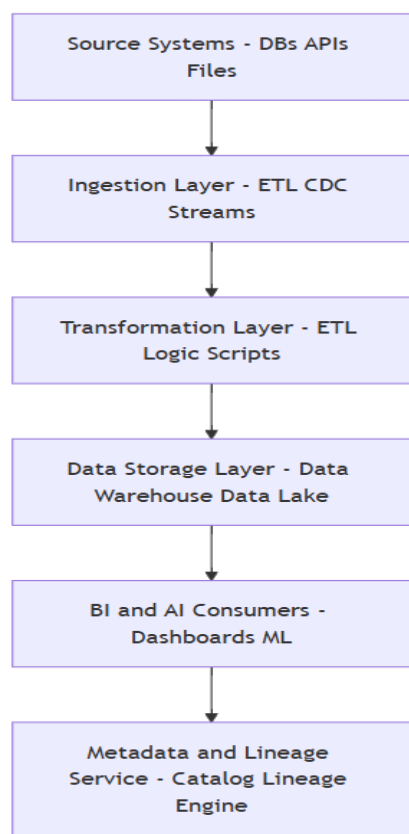 Source Systems - DBs APIs
Files
Ingestion Layer - ETL CDC
Streams
Transformation Layer - ETL
Logic Scripts
Data Storage Layer - Data
Warehouse Data Lake
BI and AI Consumers -
Dashboards ML
Metadata and Lineage
Service - Catalog Lineage
Engine